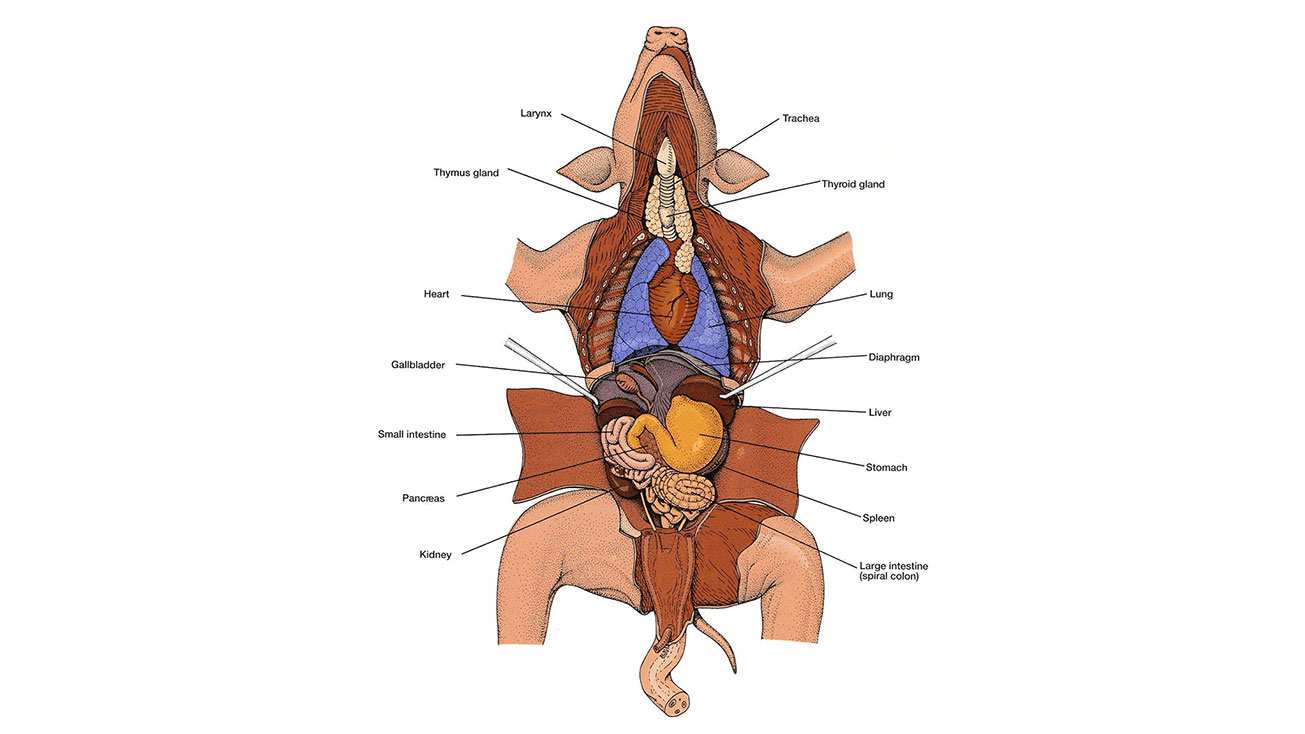 Larynx
Trachea
Thymus gland
Thyroid gland
Heart
Lung
Gallbladder
Diaphragm
Liver
Small intestine
Stomach
Pancreas
Spleen
Kidney
Large intestine
(spiral colon)